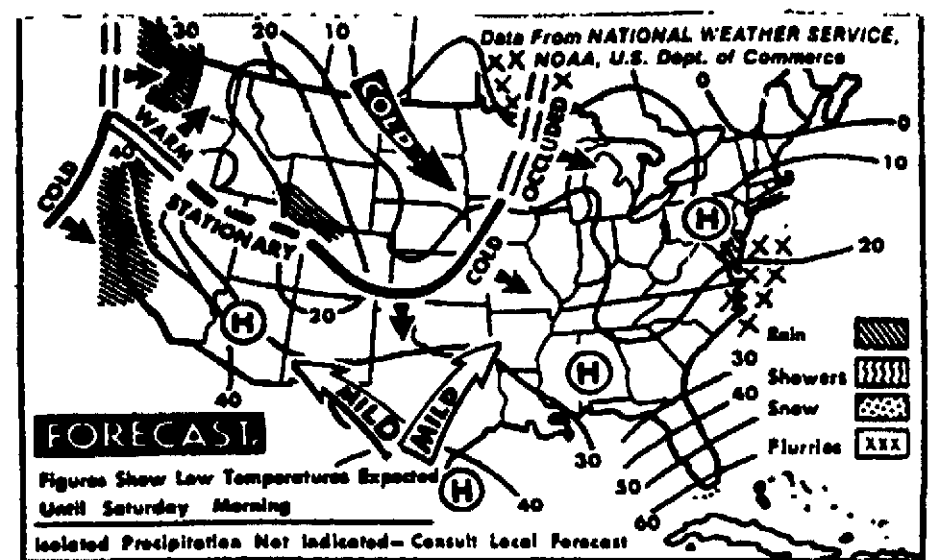 30 20 10
Data From NATIONAL WEATHER SERVICE,
NOAA, U.S. Dept. of Commerce
0
COLD
OCCLUDED
0
WARM
40
10
COLD
STATIONARY
H
20
COLD
20
H
Rain
30
H
Showers
40
MILD
MILD
40
Snow
FORECAST.
30
Flurries
XXX
Figures Show Low Temperatures Expected
H
50
Until Saturday Morning
40
60
Isolated Precipitation Not Indicated- Consult Local Forecast